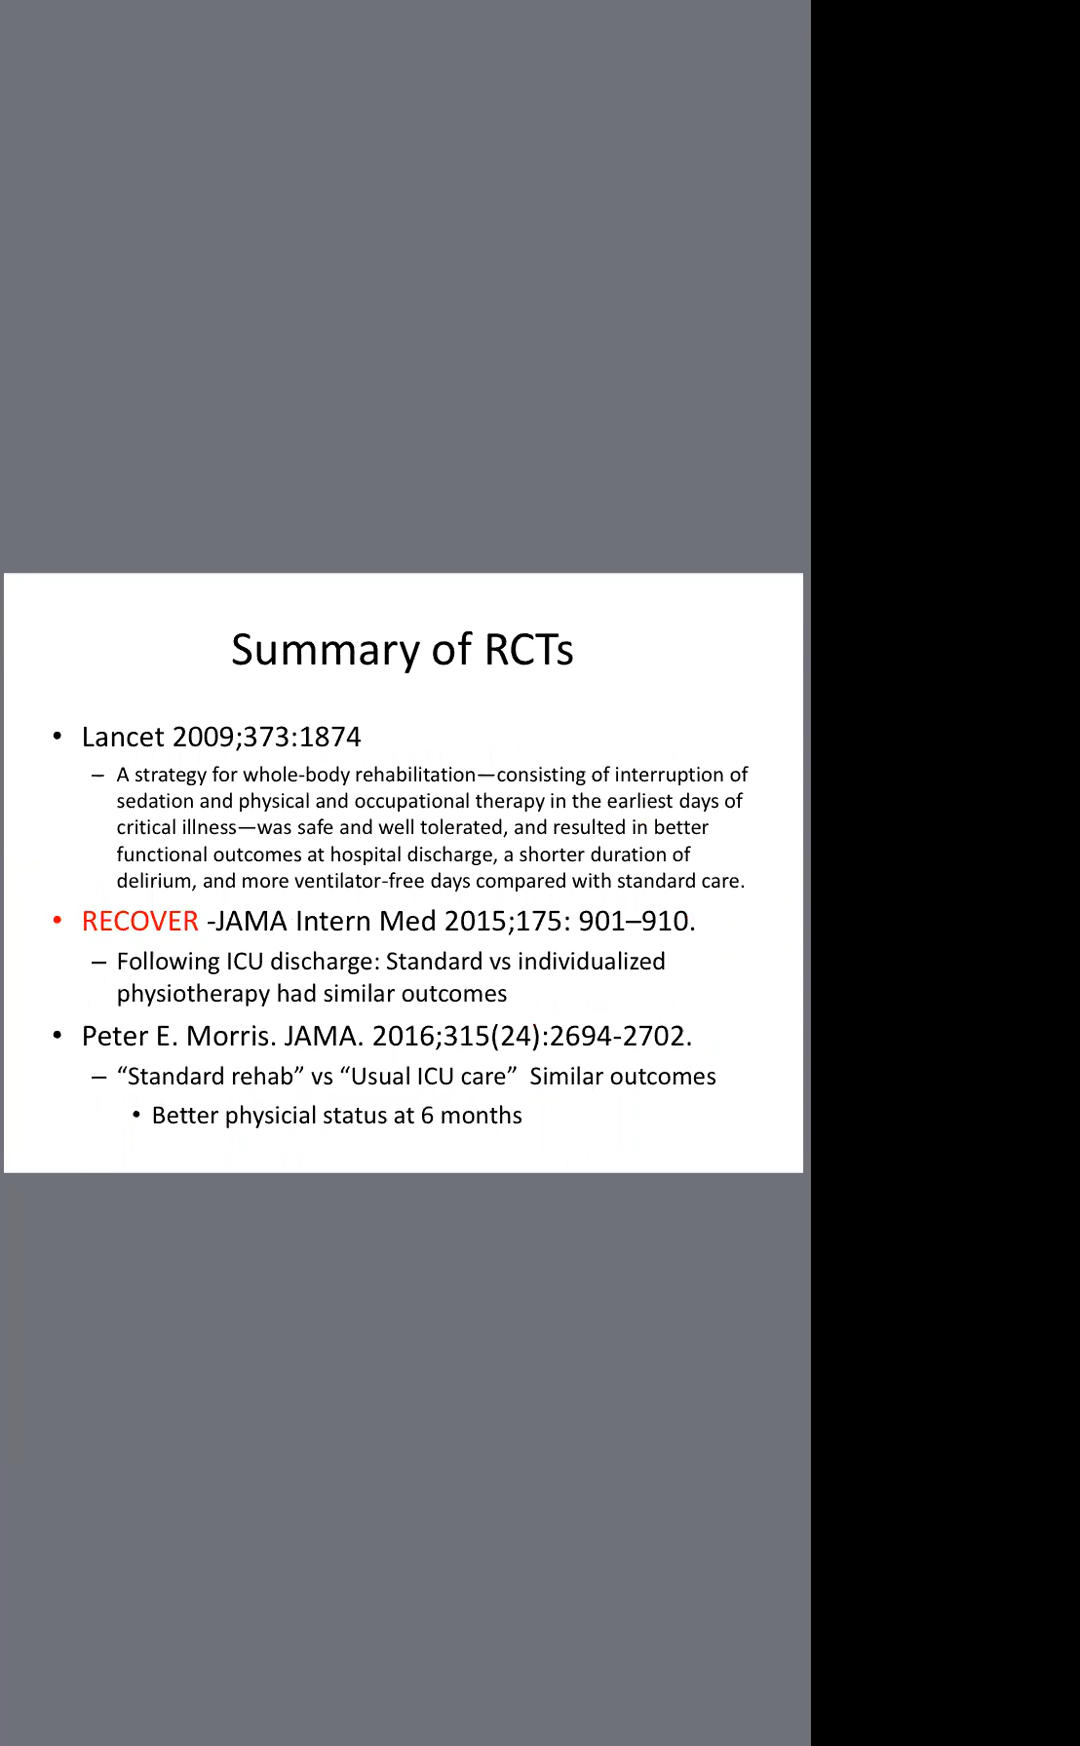 Summary of RCTs
• Lancet 2009;373:1874
– A strategy for whole-body rehabilitation—consisting of interruption of
sedation and physical and occupational therapy in the earliest days of
critical illness—was safe and well tolerated, and resulted in better
functional outcomes at hospital discharge, a shorter duration of
delirium, and more ventilator-free days compared with standard care.
• RECOVER -JAMA Intern Med 2015;175: 901–910.
– Following ICU discharge: Standard vs individualized
physiotherapy had similar outcomes
• Peter E. Morris. JAMA. 2016;315(24):2694-2702.
– “Standard rehab” vs “Usual ICU care”  Similar outcomes
• Better physicial status at 6 months